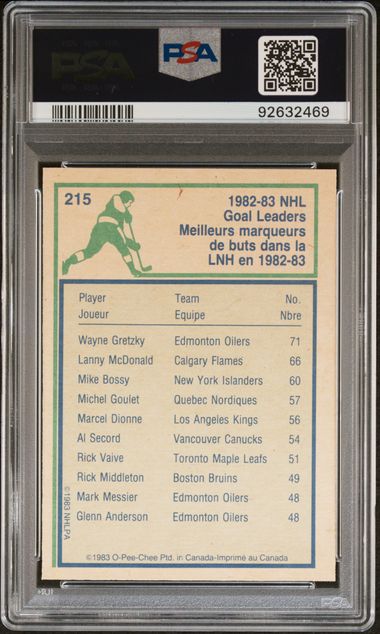 PSA
PSA
92632469
215
1982-83 NHL
Goal Leaders
Meilleurs marqueurs
de buts dans la
LNH en 1982-83
Player Team No.
Joueur Equipe Nbre
Wayne Gretzky Edmonton Oilers 71
Lanny McDonald Calgary Flames 66
Mike Bossy New York Islanders 60
Michel Goulet Quebec Nordiques 57
Marcel Dionne Los Angeles Kings 56
Al Secord Vancouver Canucks 54
Rick Vaive Toronto Maple Leafs 51
Rick Middleton Boston Bruins 49
Mark Messier Edmonton Oilers 48
Glenn Anderson Edmonton Oilers 48
©1983 NHLPA
©1983 O-Pee-Chee Ptd. in Canada-Imprimé au Canada
PSA